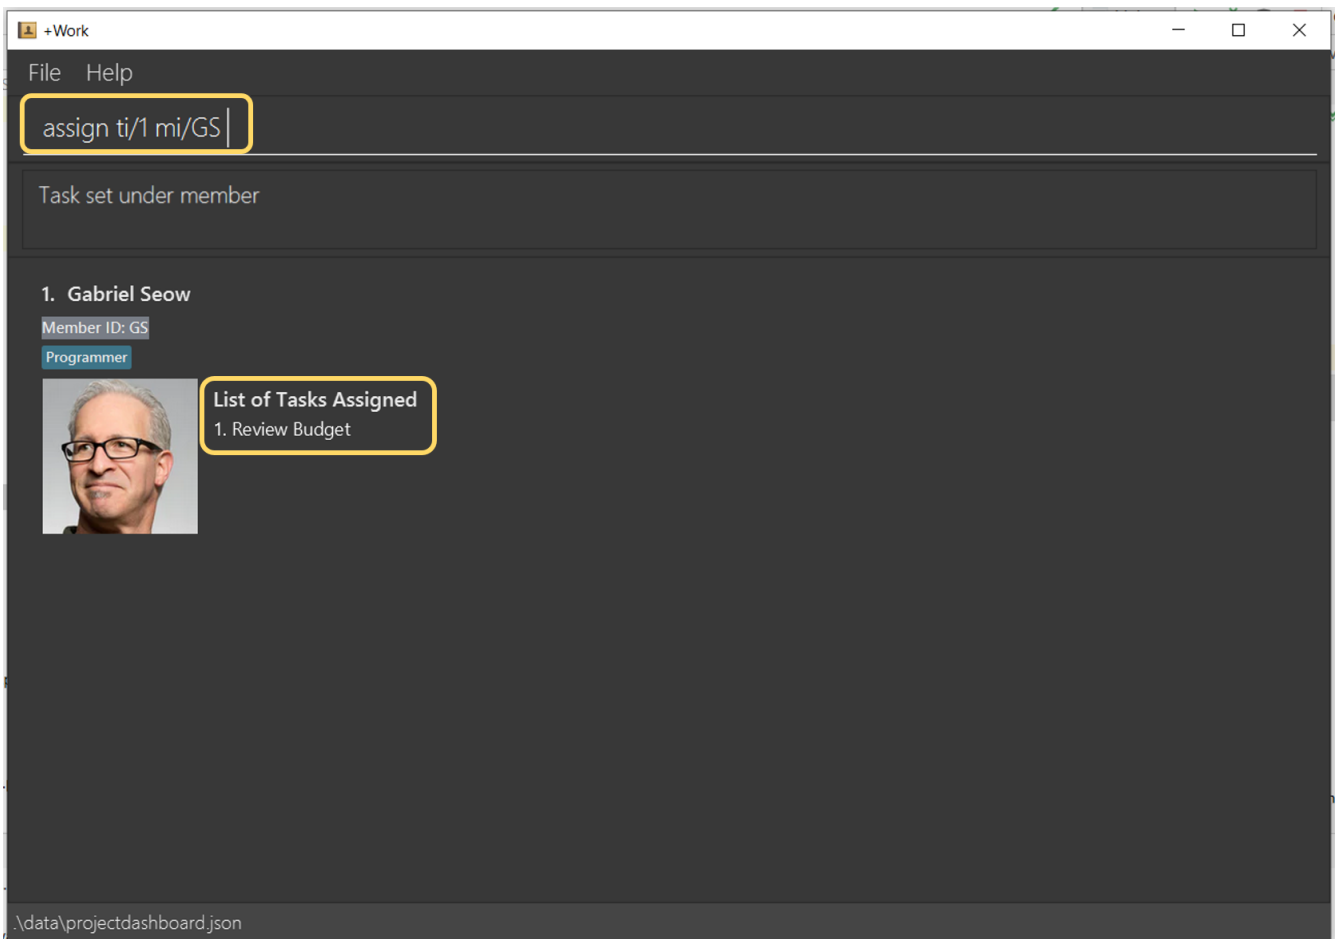 +Work
File Help
assign ti/1 mi/GS
Task set under member
1. Gabriel Seow
Member ID: GS
Programmer
List of Tasks Assigned
1. Review Budget
.\data\projectdashboard.json